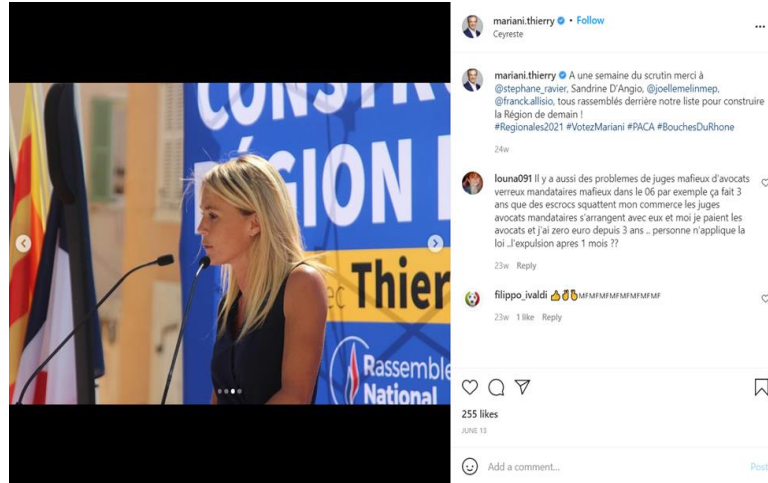 mariani.thierry • Follow
Ceyreste
mariani.thierry A une semaine du scrutin merci à
@stephane_ravier, Sandrine D'Angio, @joellemelinmep,
@franck.allisio, tous rassemblés derrière notre liste pour construire
la Région de demain !
#Regionales2021 #VotezMariani #PACA #BouchesDuRhone
24w
louna091 Il y a aussi des problemes de juges mafieux d'avocats
verreux mandataires mafieux dans le 06 par exemple ça fait 3
ans que des escrocs squattent mon commerce les juges
avocats mandataires s'arrangent avec eux et moi je paient les
avocats et j'ai zero euro depuis 3 ans .. personne n'applique la
loi ..l'expulsion apres 1 mois ??
23w Reply
filippo_ivaldi 👍✌👌MFMFMFMFMFMFMFMF
23w 1 like Reply
255 likes
JUNE 13
Add a comment...
Post
CONSTR
RÉGION
ec Thier
Rassemble
National